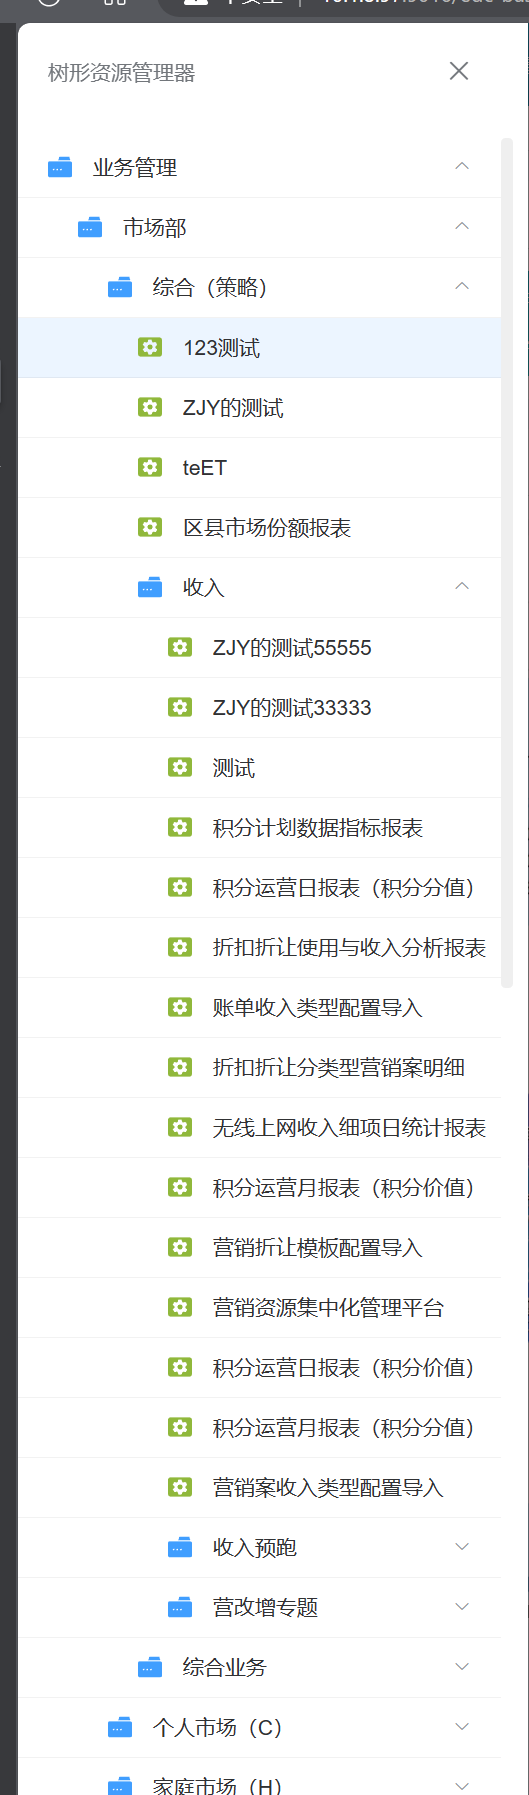 树形资源管理器
业务管理
市场部
综合（策略）
123测试
ZJY的测试
teET
区县市场份额报表
收入
ZJY的测试55555
ZJY的测试33333
测试
积分计划数据指标报表
积分运营日报表（积分分值）
折扣折让使用与收入分析报表
账单收入类型配置导入
折扣折让分类型营销案明细
无线上网收入细项日统计报表
积分运营月报表（积分价值）
营销折让模板配置导入
营销资源集中化管理平台
积分运营日报表（积分价值）
积分运营月报表（积分分值）
营销案收入类型配置导入
收入预跑
营改增专题
综合业务
个人市场（C）
家庭市场（H）